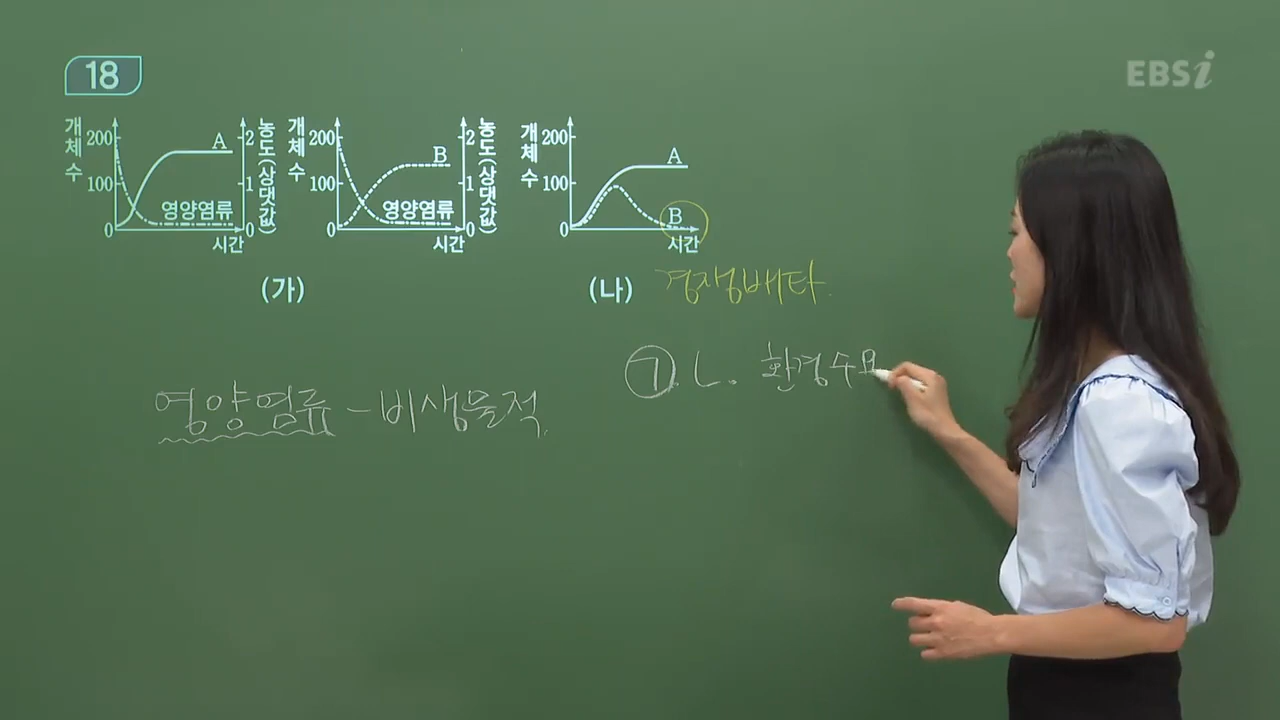 18
EBSi
개체수
200
100
0
A
영양염류
시간
2
1
0
농도(상댓값)
개체수
200
100
0
B
영양염류
시간
2
1
0
농도(상댓값)
개체수
200
100
0
A
B
시간
(가)
(나) 경쟁배타.
ㄱ. ㄴ. 환경수요
영양염류 - 비생물적.